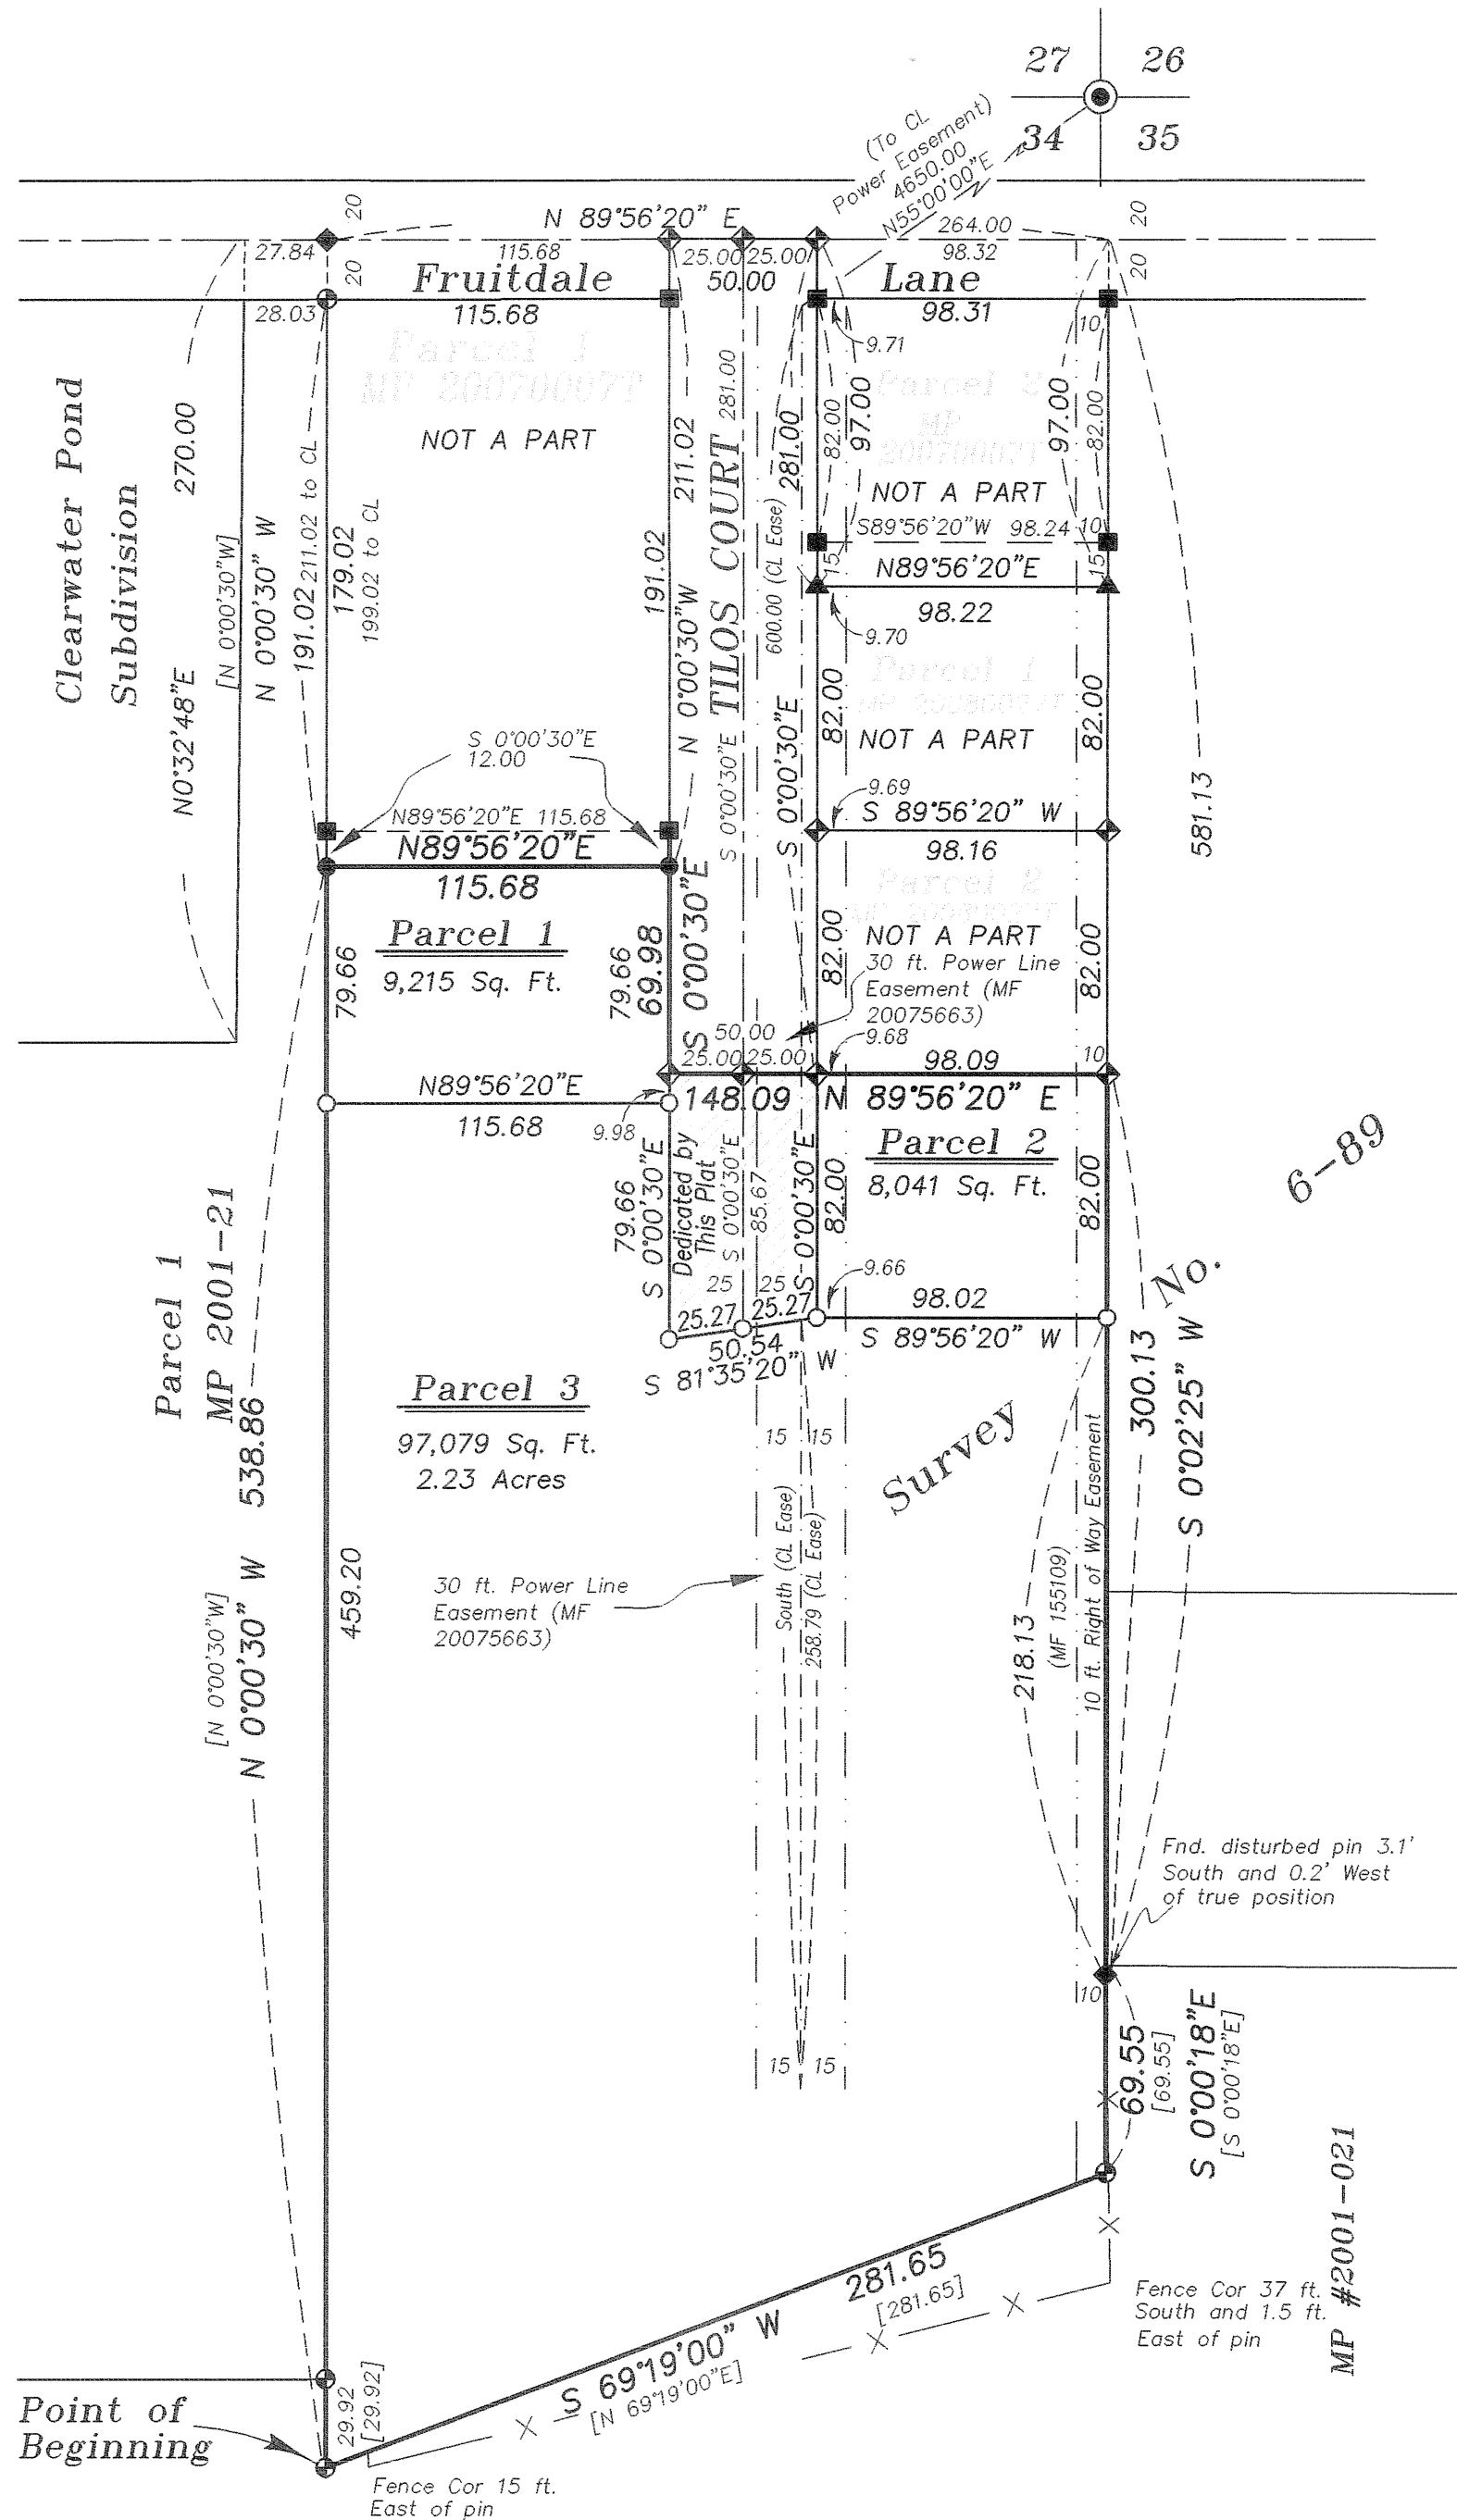 27 26
34 35
(To CL
Power Easement)
4650.00
N55°00'00"E
20
N 89°56'20" E
264.00
20
27.84
115.68
25.00 25.00
98.32
20
Fruitdale
50.00
Lane
20
28.03
115.68
98.31
10
9.71
Parcel 1
MP 20070007T
NOT A PART
Clearwater Pond
Subdivision
270.00
N0°32'48"E
[N 0°00'30"W]
N 0°00'30" W
191.02
211.02 to CL
179.02
199.02 to CL
211.02
191.02
N 0°00'30"W
TILOS COURT
281.00
S 0°00'30"E
281.00
600.00 (CL Ease)
S 0°00'30"E
82.00
97.00
MP
20070007T
NOT A PART
97.00
82.00
S89°56'20"W 98.24
10
15
15
N89°56'20"E
98.22
9.70
Parcel 1
NOT A PART
82.00
82.00
581.13
S 0°00'30"E
12.00
N89°56'20"E 115.68
N89°56'20"E
115.68
9.69
S 89°56'20" W
98.16
Parcel 2
NOT A PART
82.00
82.00
30 ft. Power Line
Easement (MF
20075663)
Parcel 1
9,215 Sq. Ft.
79.66
79.66
69.98
S 0°00'30"E
50.00
25.00 25.00
9.68
98.09
10
148.09
N 89°56'20" E
N89°56'20"E
115.68
9.98
Parcel 2
8,041 Sq. Ft.
79.66
S 0°00'30"E
Dedicated by
This Plat
S 0°00'30"E
85.67
S 0°00'30"E
82.00
82.00
25 25
9.66
25.27 25.27
98.02
50.54
S 81°35'20" W
S 89°56'20" W
Parcel 1
MP 2001-21
538.86
N 0°00'30" W
[N 0°00'30"W]
459.20
Parcel 3
97,079 Sq. Ft.
2.23 Acres
Survey No. 6-89
15 15
South (CL Ease)
258.79 (CL Ease)
30 ft. Power Line
Easement (MF
20075663)
218.13
(MF 155109)
10 ft. Right of Way Easement
300.13
S 0°02'25" W
Fnd. disturbed pin 3.1'
South and 0.2' West
of true position
10
15 15
69.55
[69.55]
S 0°00'18"E
[S 0°00'18"E]
MP #2001-021
281.65
[281.65]
S 69°19'00" W
[N 69°19'00"E]
Fence Cor 37 ft.
South and 1.5 ft.
East of pin
Point of
Beginning
29.92
[29.92]
Fence Cor 15 ft.
East of pin